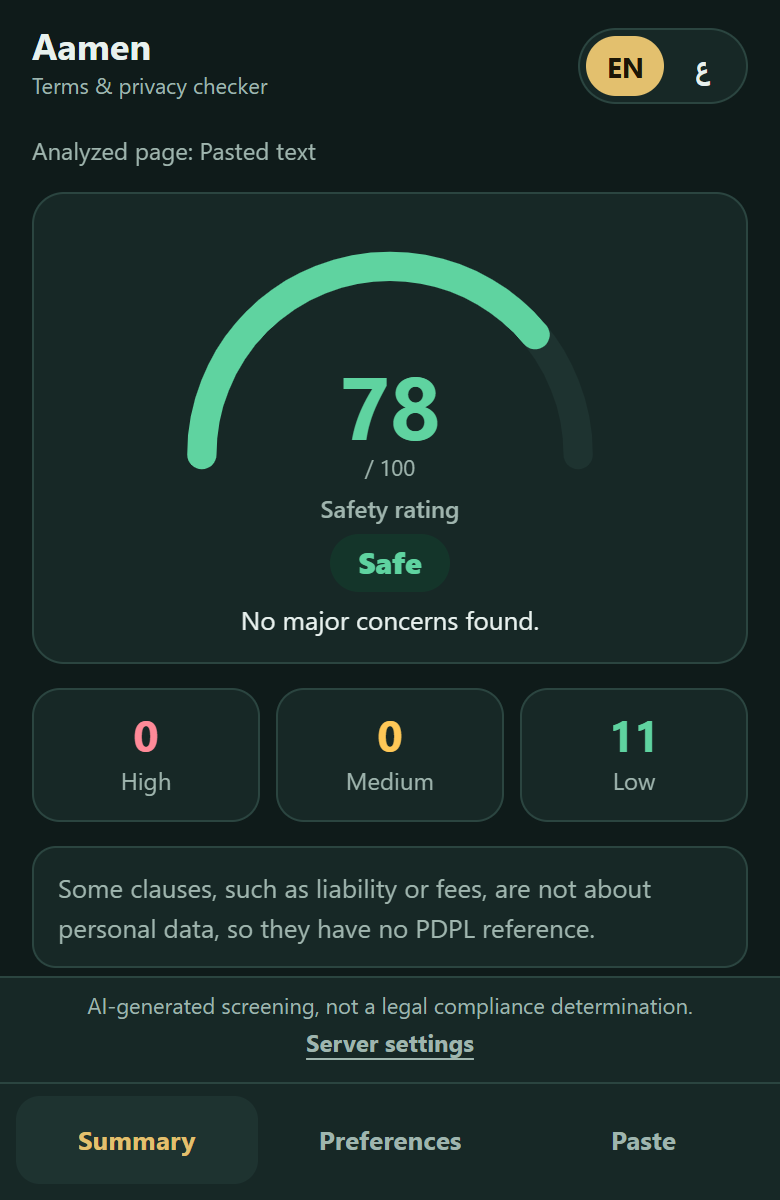 Aamen
Terms & privacy checker
EN
ع
Analyzed page: Pasted text
78
/ 100
Safety rating
Safe
No major concerns found.
0
High
0
Medium
11
Low
Some clauses, such as liability or fees, are not about
personal data, so they have no PDPL reference.
AI-generated screening, not a legal compliance determination.
Server settings
Summary
Preferences
Paste